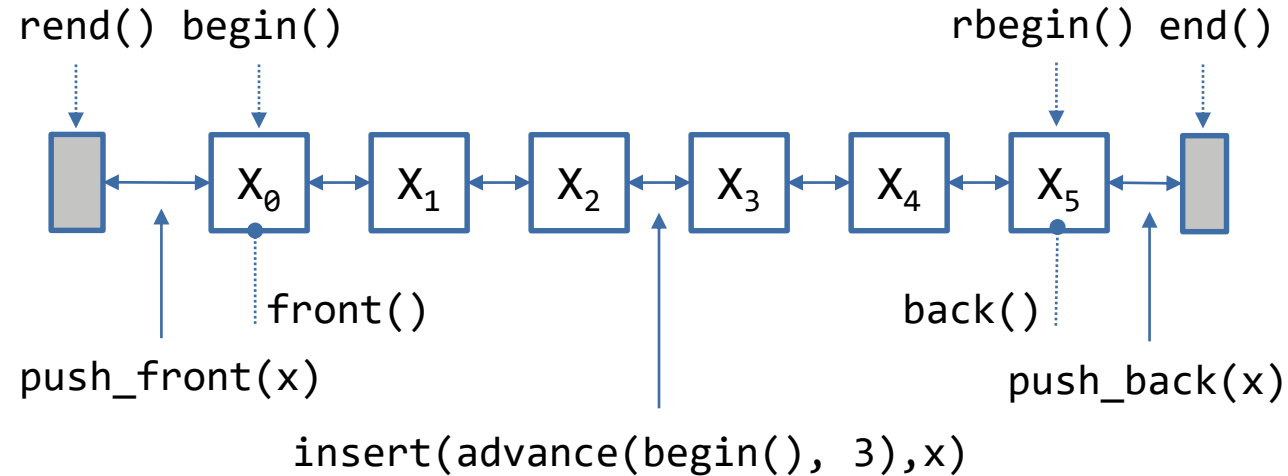 rend() begin() rbegin() end()
X₀ X₁ X₂ X₃ X₄ X₅
front() back()
push_front(x) push_back(x)
insert(advance(begin(), 3),x)